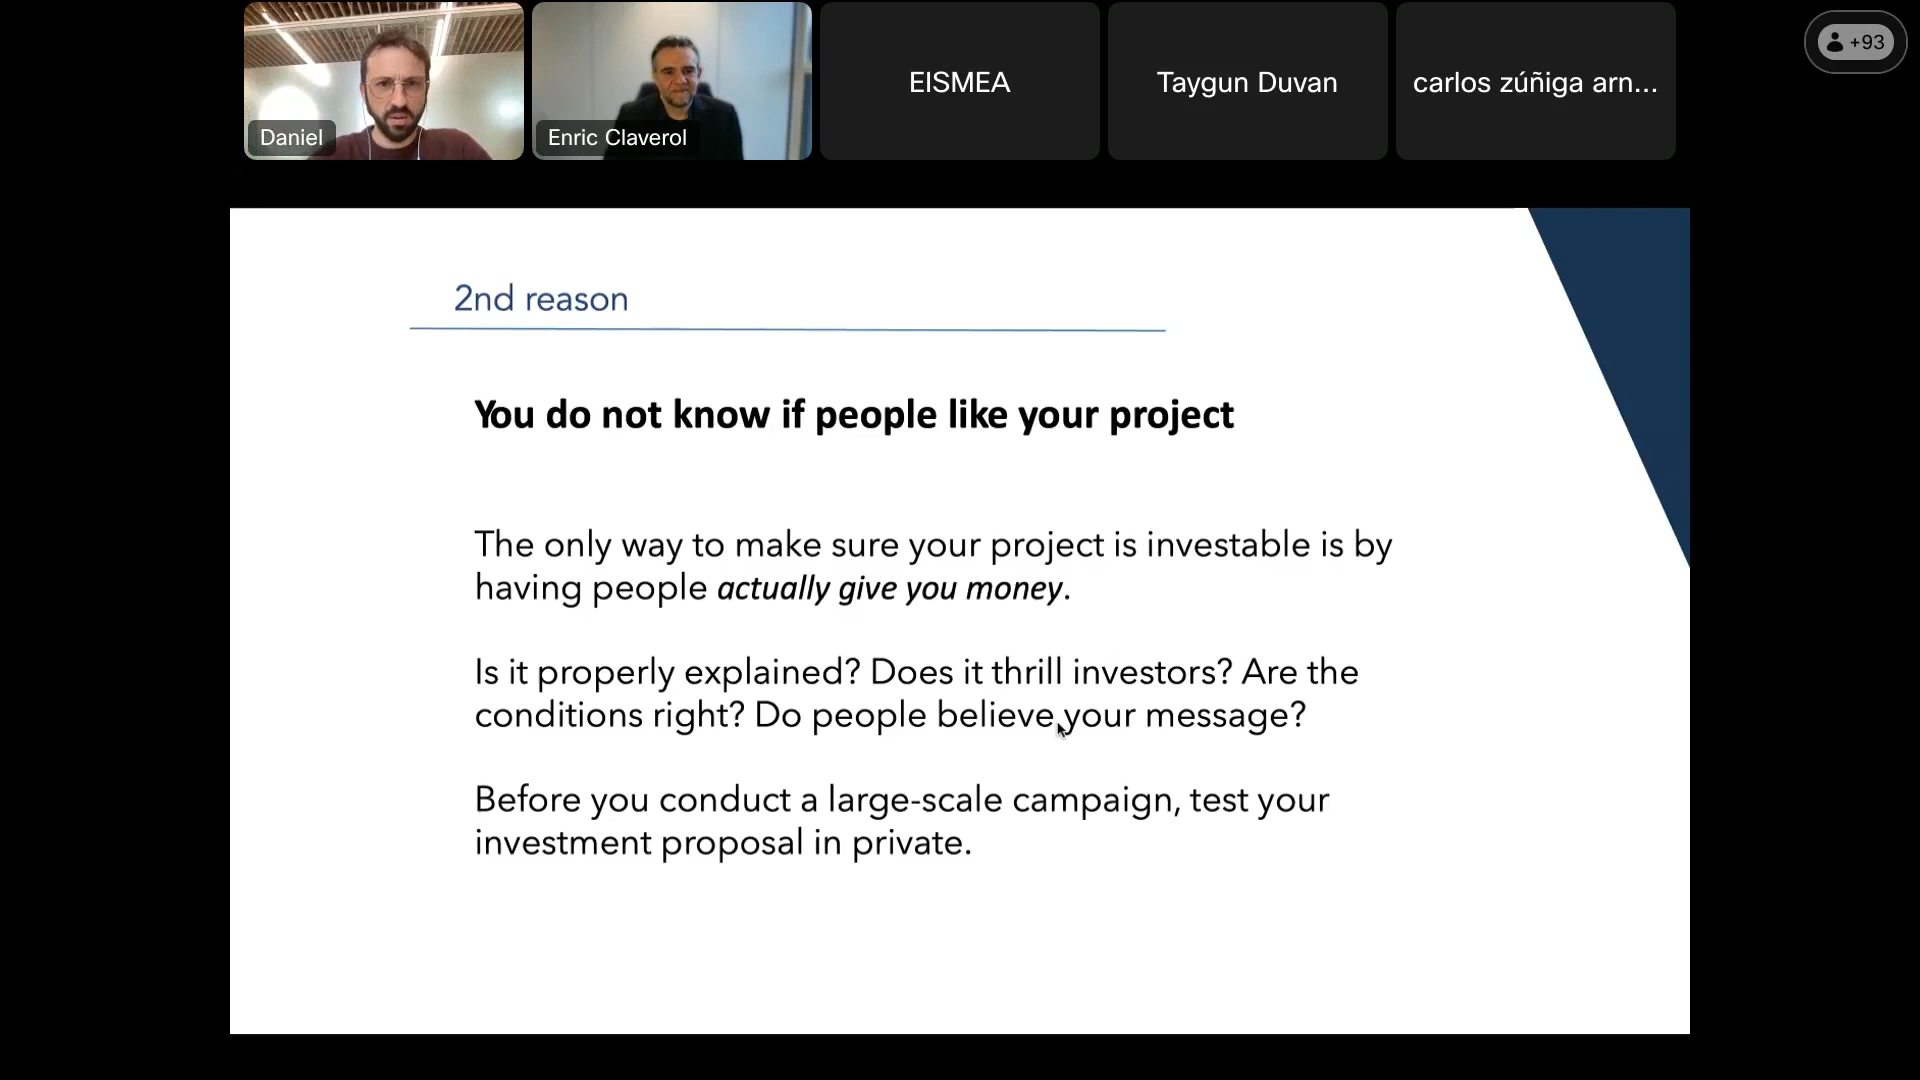 Daniel
Enric Claverol
EISMEA
Taygun Duvan
carlos zúñiga arn...
+93
2nd reason
You do not know if people like your project
The only way to make sure your project is investable is by
having people actually give you money.
Is it properly explained? Does it thrill investors? Are the
conditions right? Do people believe your message?
Before you conduct a large-scale campaign, test your
investment proposal in private.